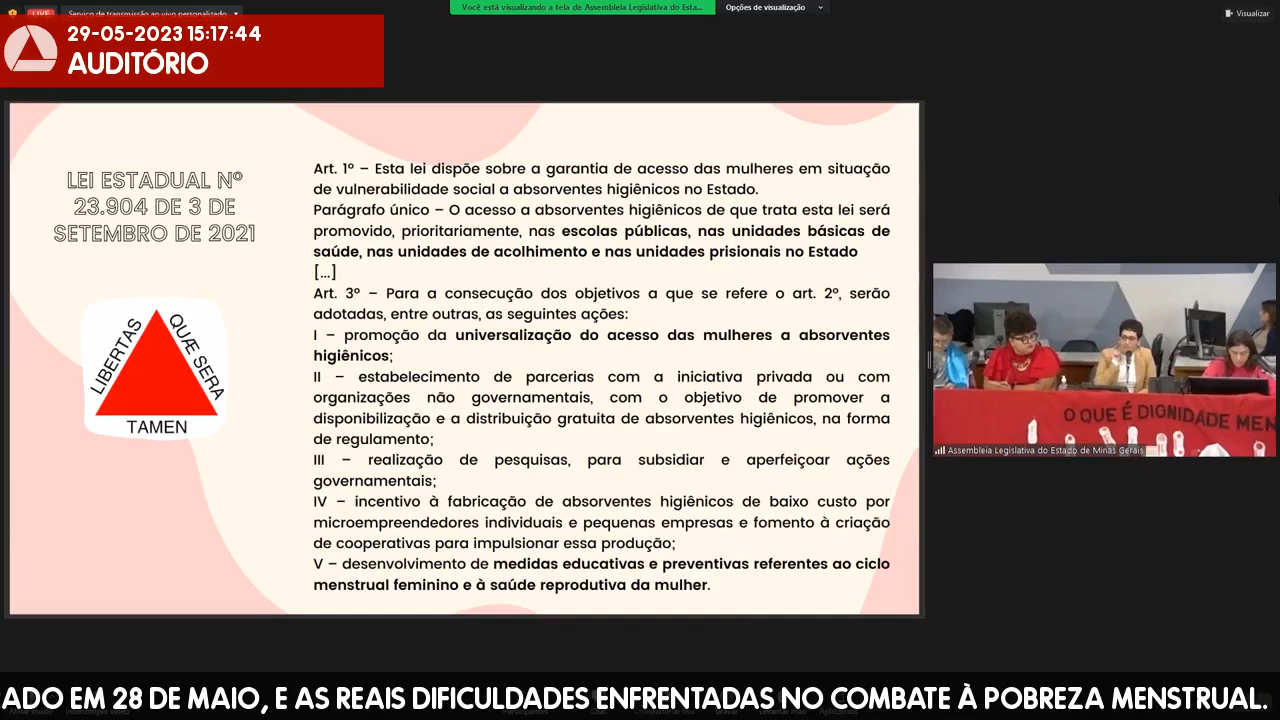 LIVE
Serviço de transmissão ao vivo personalizado
Você está visualizando a tela de Assembleia Legislativa do Esta...
Opções de visualização
Visualizar
29-05-2023 15:17:44
AUDITÓRIO
LEI ESTADUAL Nº
23.904 DE 3 DE
SETEMBRO DE 2021
LIBERTAS
QUÆ SERA
TAMEN
Art. 1º – Esta lei dispõe sobre a garantia de acesso das mulheres em situação
de vulnerabilidade social a absorventes higiênicos no Estado.
Parágrafo único – O acesso a absorventes higiênicos de que trata esta lei será
promovido, prioritariamente, nas escolas públicas, nas unidades básicas de
saúde, nas unidades de acolhimento e nas unidades prisionais no Estado
[...]
Art. 3º – Para a consecução dos objetivos a que se refere o art. 2º, serão
adotadas, entre outras, as seguintes ações:
I – promoção da universalização do acesso das mulheres a absorventes
higiênicos;
II – estabelecimento de parcerias com a iniciativa privada ou com
organizações não governamentais, com o objetivo de promover a
disponibilização e a distribuição gratuita de absorventes higiênicos, na forma
de regulamento;
III – realização de pesquisas, para subsidiar e aperfeiçoar ações
governamentais;
IV – incentivo à fabricação de absorventes higiênicos de baixo custo por
microempreendedores individuais e pequenas empresas e fomento à criação
de cooperativas para impulsionar essa produção;
V – desenvolvimento de medidas educativas e preventivas referentes ao ciclo
menstrual feminino e à saúde reprodutiva da mulher.
O QUE É DIGNIDADE MEN
Assembleia Legislativa do Estado de Minas Gerais
ADO EM 28 DE MAIO, E AS REAIS DIFICULDADES ENFRENTADAS NO COMBATE À POBREZA MENSTRUAL.